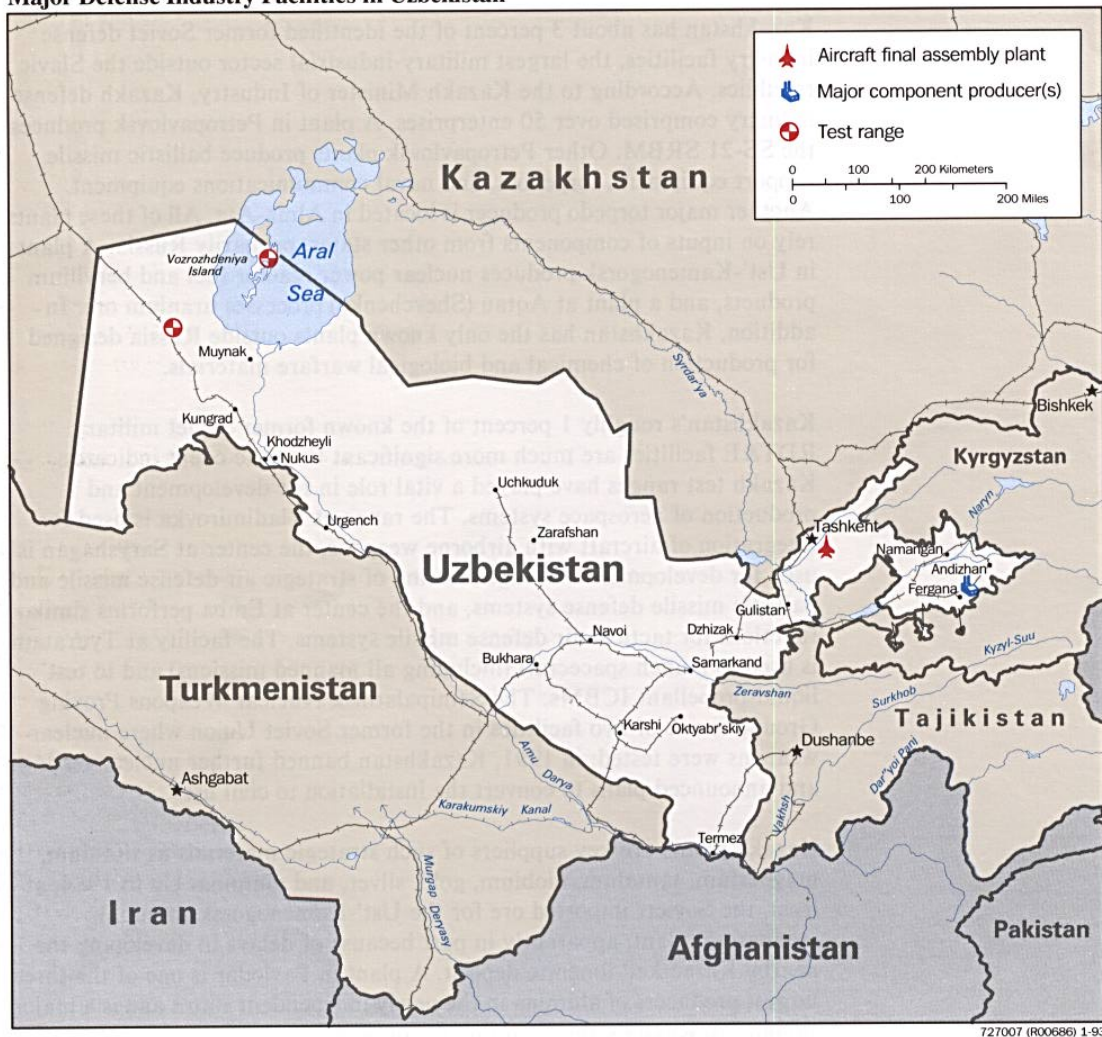 Major Defense Industry Facilities in Uzbekistan
Aircraft final assembly plant
Major component producer(s)
Test range
0 100 200 Kilometers
0 100 200 Miles
Kazakhstan
Vozrozhdeniya
Island
Aral
Sea
Muynak
Syrdar'ya
Kungrad
Khodzheyli
Nukus
Bishkek
Kyrgyzstan
Uchkuduk
Urgench
Zarafshan
Naryn
Tashkent
Namangan
Andizhan
Uzbekistan
Fergana
Gulistan
Navoi
Dzhizak
Kyzyl-Suu
Bukhara
Samarkand
Zeravshan
Surkhob
Turkmenistan
Karshi
Oktyabr'skiy
Tajikistan
Dushanbe
Dar"yoi Panj
Ashgabat
Amu Darya
Vakhsh
Karakumskiy Kanal
Termez
Murgap Deryasy
Iran
Afghanistan
Pakistan
727007 (R00686) 1-93